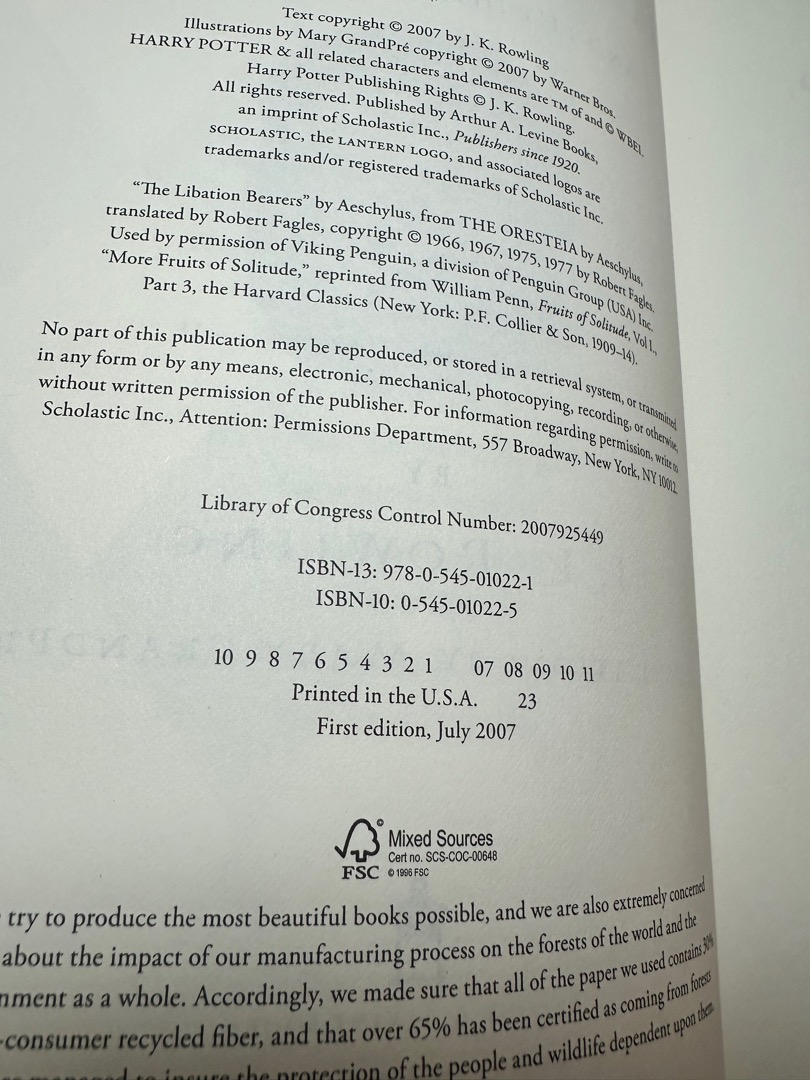 Text copyright © 2007 by J. K. Rowling
Illustrations by Mary GrandPré copyright © 2007 by Warner Bros.
HARRY POTTER & all related characters and elements are TM of and © WBEI.
Harry Potter Publishing Rights © J. K. Rowling.
All rights reserved. Published by Arthur A. Levine Books,
an imprint of Scholastic Inc., Publishers since 1920.
SCHOLASTIC, the LANTERN LOGO, and associated logos are
trademarks and/or registered trademarks of Scholastic Inc.
“The Libation Bearers” by Aeschylus, from THE ORESTEIA by Aeschylus,
translated by Robert Fagles, copyright © 1966, 1967, 1975, 1977 by Robert Fagles.
Used by permission of Viking Penguin, a division of Penguin Group (USA) Inc.
“More Fruits of Solitude,” reprinted from William Penn, Fruits of Solitude, Vol I.,
Part 3, the Harvard Classics (New York: P.F. Collier & Son, 1909–14).
No part of this publication may be reproduced, or stored in a retrieval system, or transmitted
in any form or by any means, electronic, mechanical, photocopying, recording, or otherwise,
without written permission of the publisher. For information regarding permission, write to
Scholastic Inc., Attention: Permissions Department, 557 Broadway, New York, NY 10012.
Library of Congress Control Number: 2007925449
ISBN-13: 978-0-545-01022-1
ISBN-10: 0-545-01022-5
10 9 8 7 6 5 4 3 2 1 07 08 09 10 11
Printed in the U.S.A. 23
First edition, July 2007
Mixed Sources
Cert no. SCS-COC-00648
FSC © 1996 FSC
try to produce the most beautiful books possible, and we are also extremely concerned
about the impact of our manufacturing process on the forests of the world and the
nment as a whole. Accordingly, we made sure that all of the paper we used contains 30%
-consumer recycled fiber, and that over 65% has been certified as coming from forests
managed to insure the protection of the people and wildlife dependent upon them.